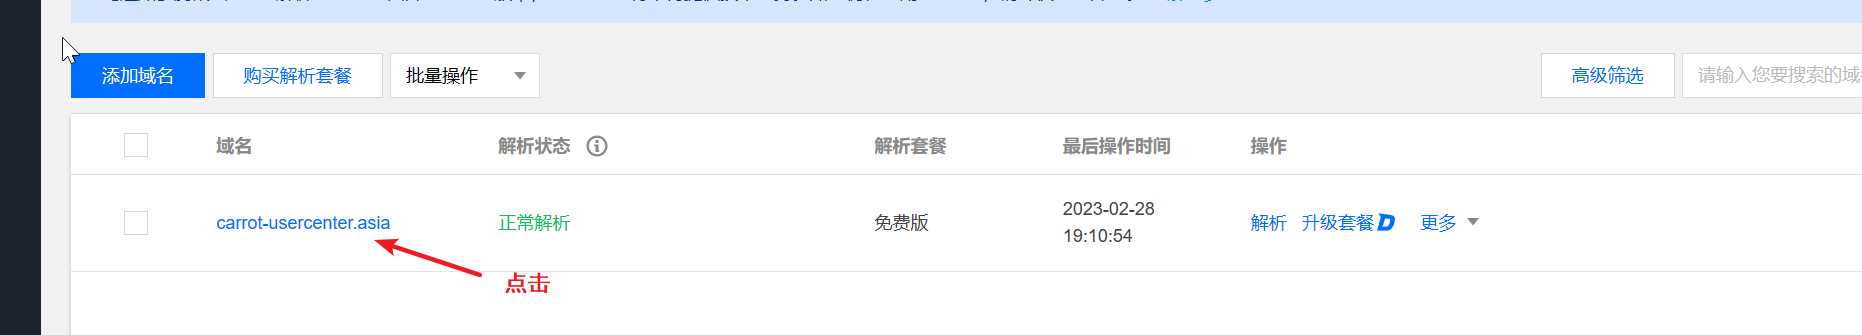 添加域名 购买解析套餐 批量操作 高级筛选 请输入您要搜索的域
域名 解析状态 解析套餐 最后操作时间 操作
carrot-usercenter.asia 正常解析 免费版 2023-02-28 解析 升级套餐 更多
19:10:54
点击